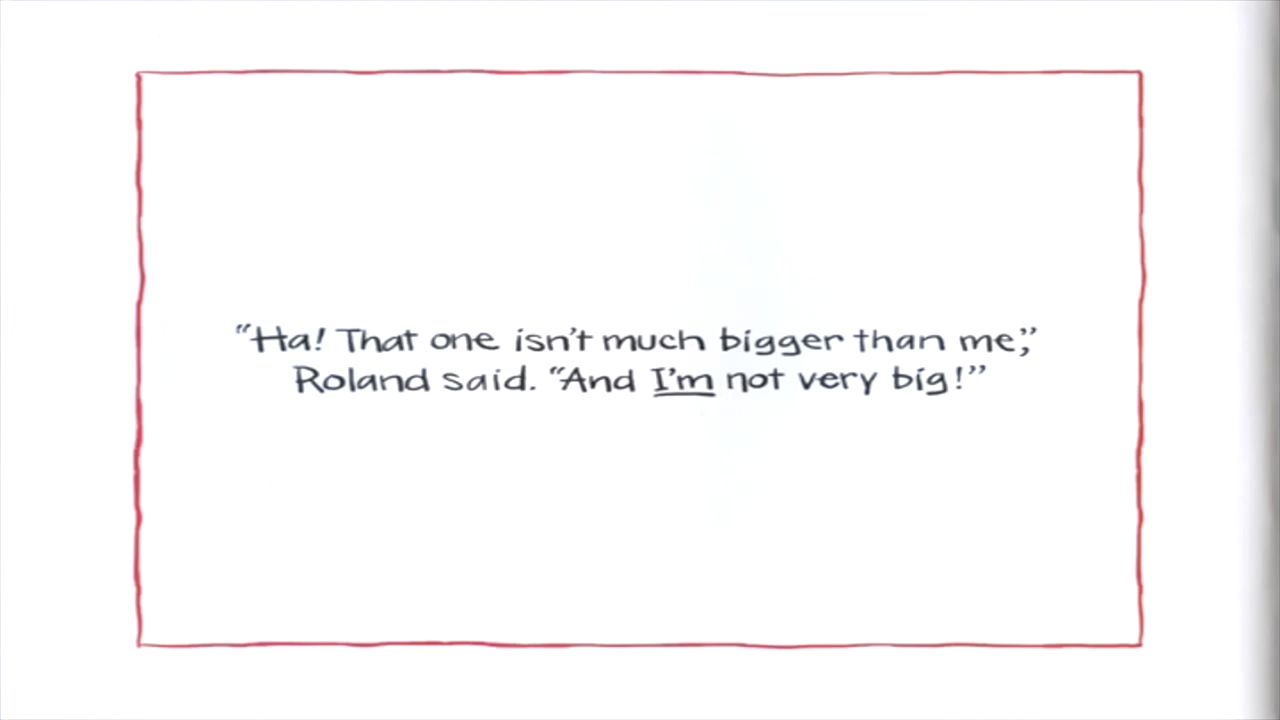 “Ha! That one isn’t much bigger than me,”
Roland said. “And I’m not very big!”